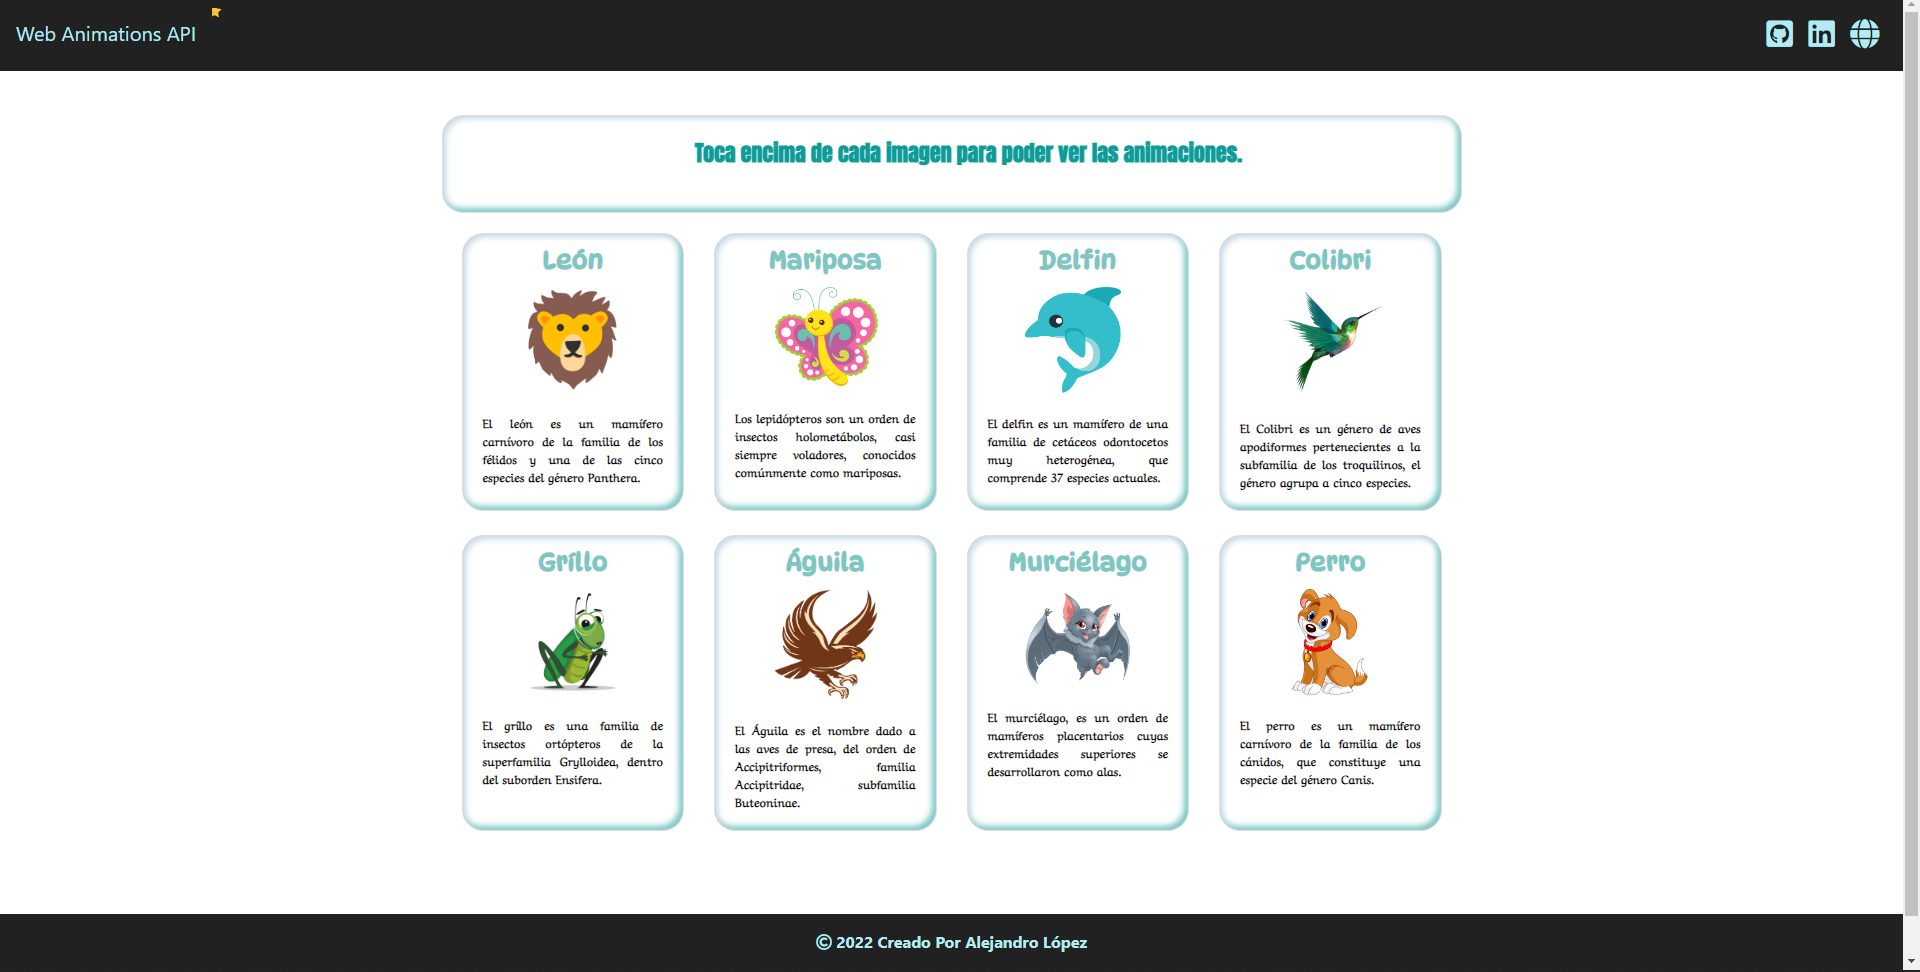 Web Animations API
Toca encima de cada imagen para poder ver las animaciones.
León
El león es un mamífero
carnívoro de la familia de los
félidos y una de las cinco
especies del género Panthera.
Mariposa
Los lepidópteros son un orden de
insectos holometábolos, casi
siempre voladores, conocidos
comúnmente como mariposas.
Delfin
El delfin es un mamífero de una
familia de cetáceos odontocetos
muy heterogénea, que
comprende 37 especies actuales.
Colibri
El Colibri es un género de aves
apodiformes pertenecientes a la
subfamilia de los troquilinos, el
género agrupa a cinco especies.
Gríllo
El gríllo es una familia de
insectos ortópteros de la
superfamilia Grylloidea, dentro
del suborden Ensifera.
Águila
El Águila es el nombre dado a
las aves de presa, del orden de
Accipitriformes, familia
Accipitridae, subfamilia
Buteoninae.
Murciélago
El murciélago, es un orden de
mamíferos placentarios cuyas
extremidades superiores se
desarrollaron como alas.
Perro
El perro es un mamífero
carnívoro de la familia de los
cánidos, que constituye una
especie del género Canis.
© 2022 Creado Por Alejandro López